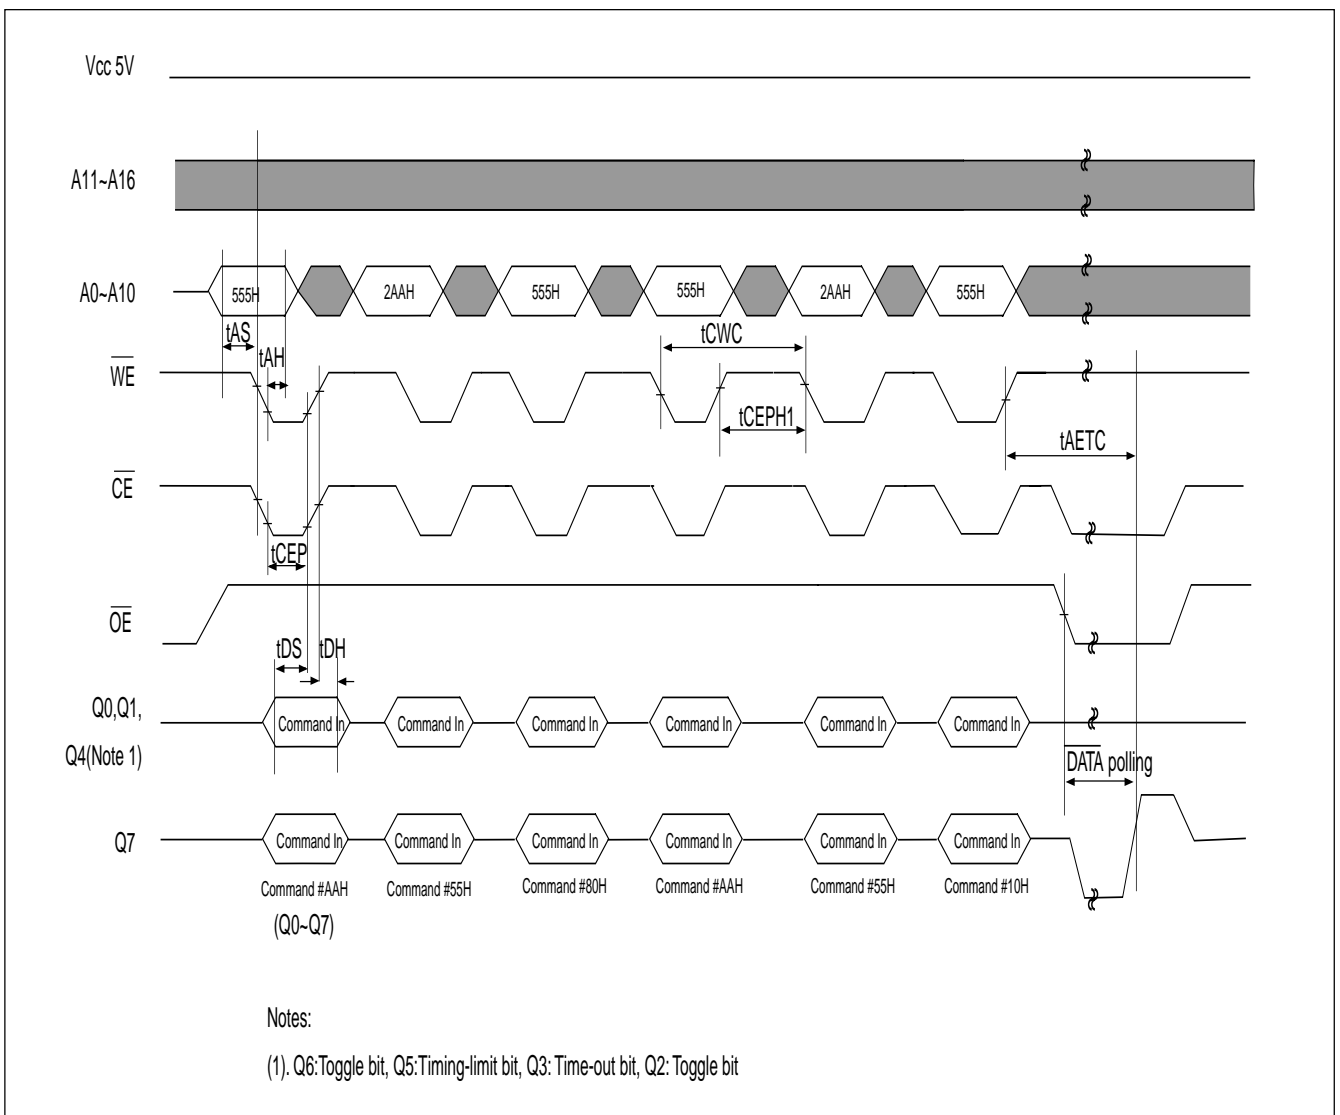 Vcc 5V
A11~A16
A0~A10
555H
2AAH
555H
555H
2AAH
555H
tAS
tAH
tCWC
WE
tCEPH1
tAETC
CE
tCEP
OE
tDS
tDH
Q0,Q1,
Q4(Note 1)
Command In
Command In
Command In
Command In
Command In
Command In
DATA polling
Q7
Command In
Command In
Command In
Command In
Command In
Command In
Command #AAH
Command #55H
Command #80H
Command #AAH
Command #55H
Command #10H
(Q0~Q7)
Notes:
(1). Q6:Toggle bit, Q5:Timing-limit bit, Q3: Time-out bit, Q2: Toggle bit